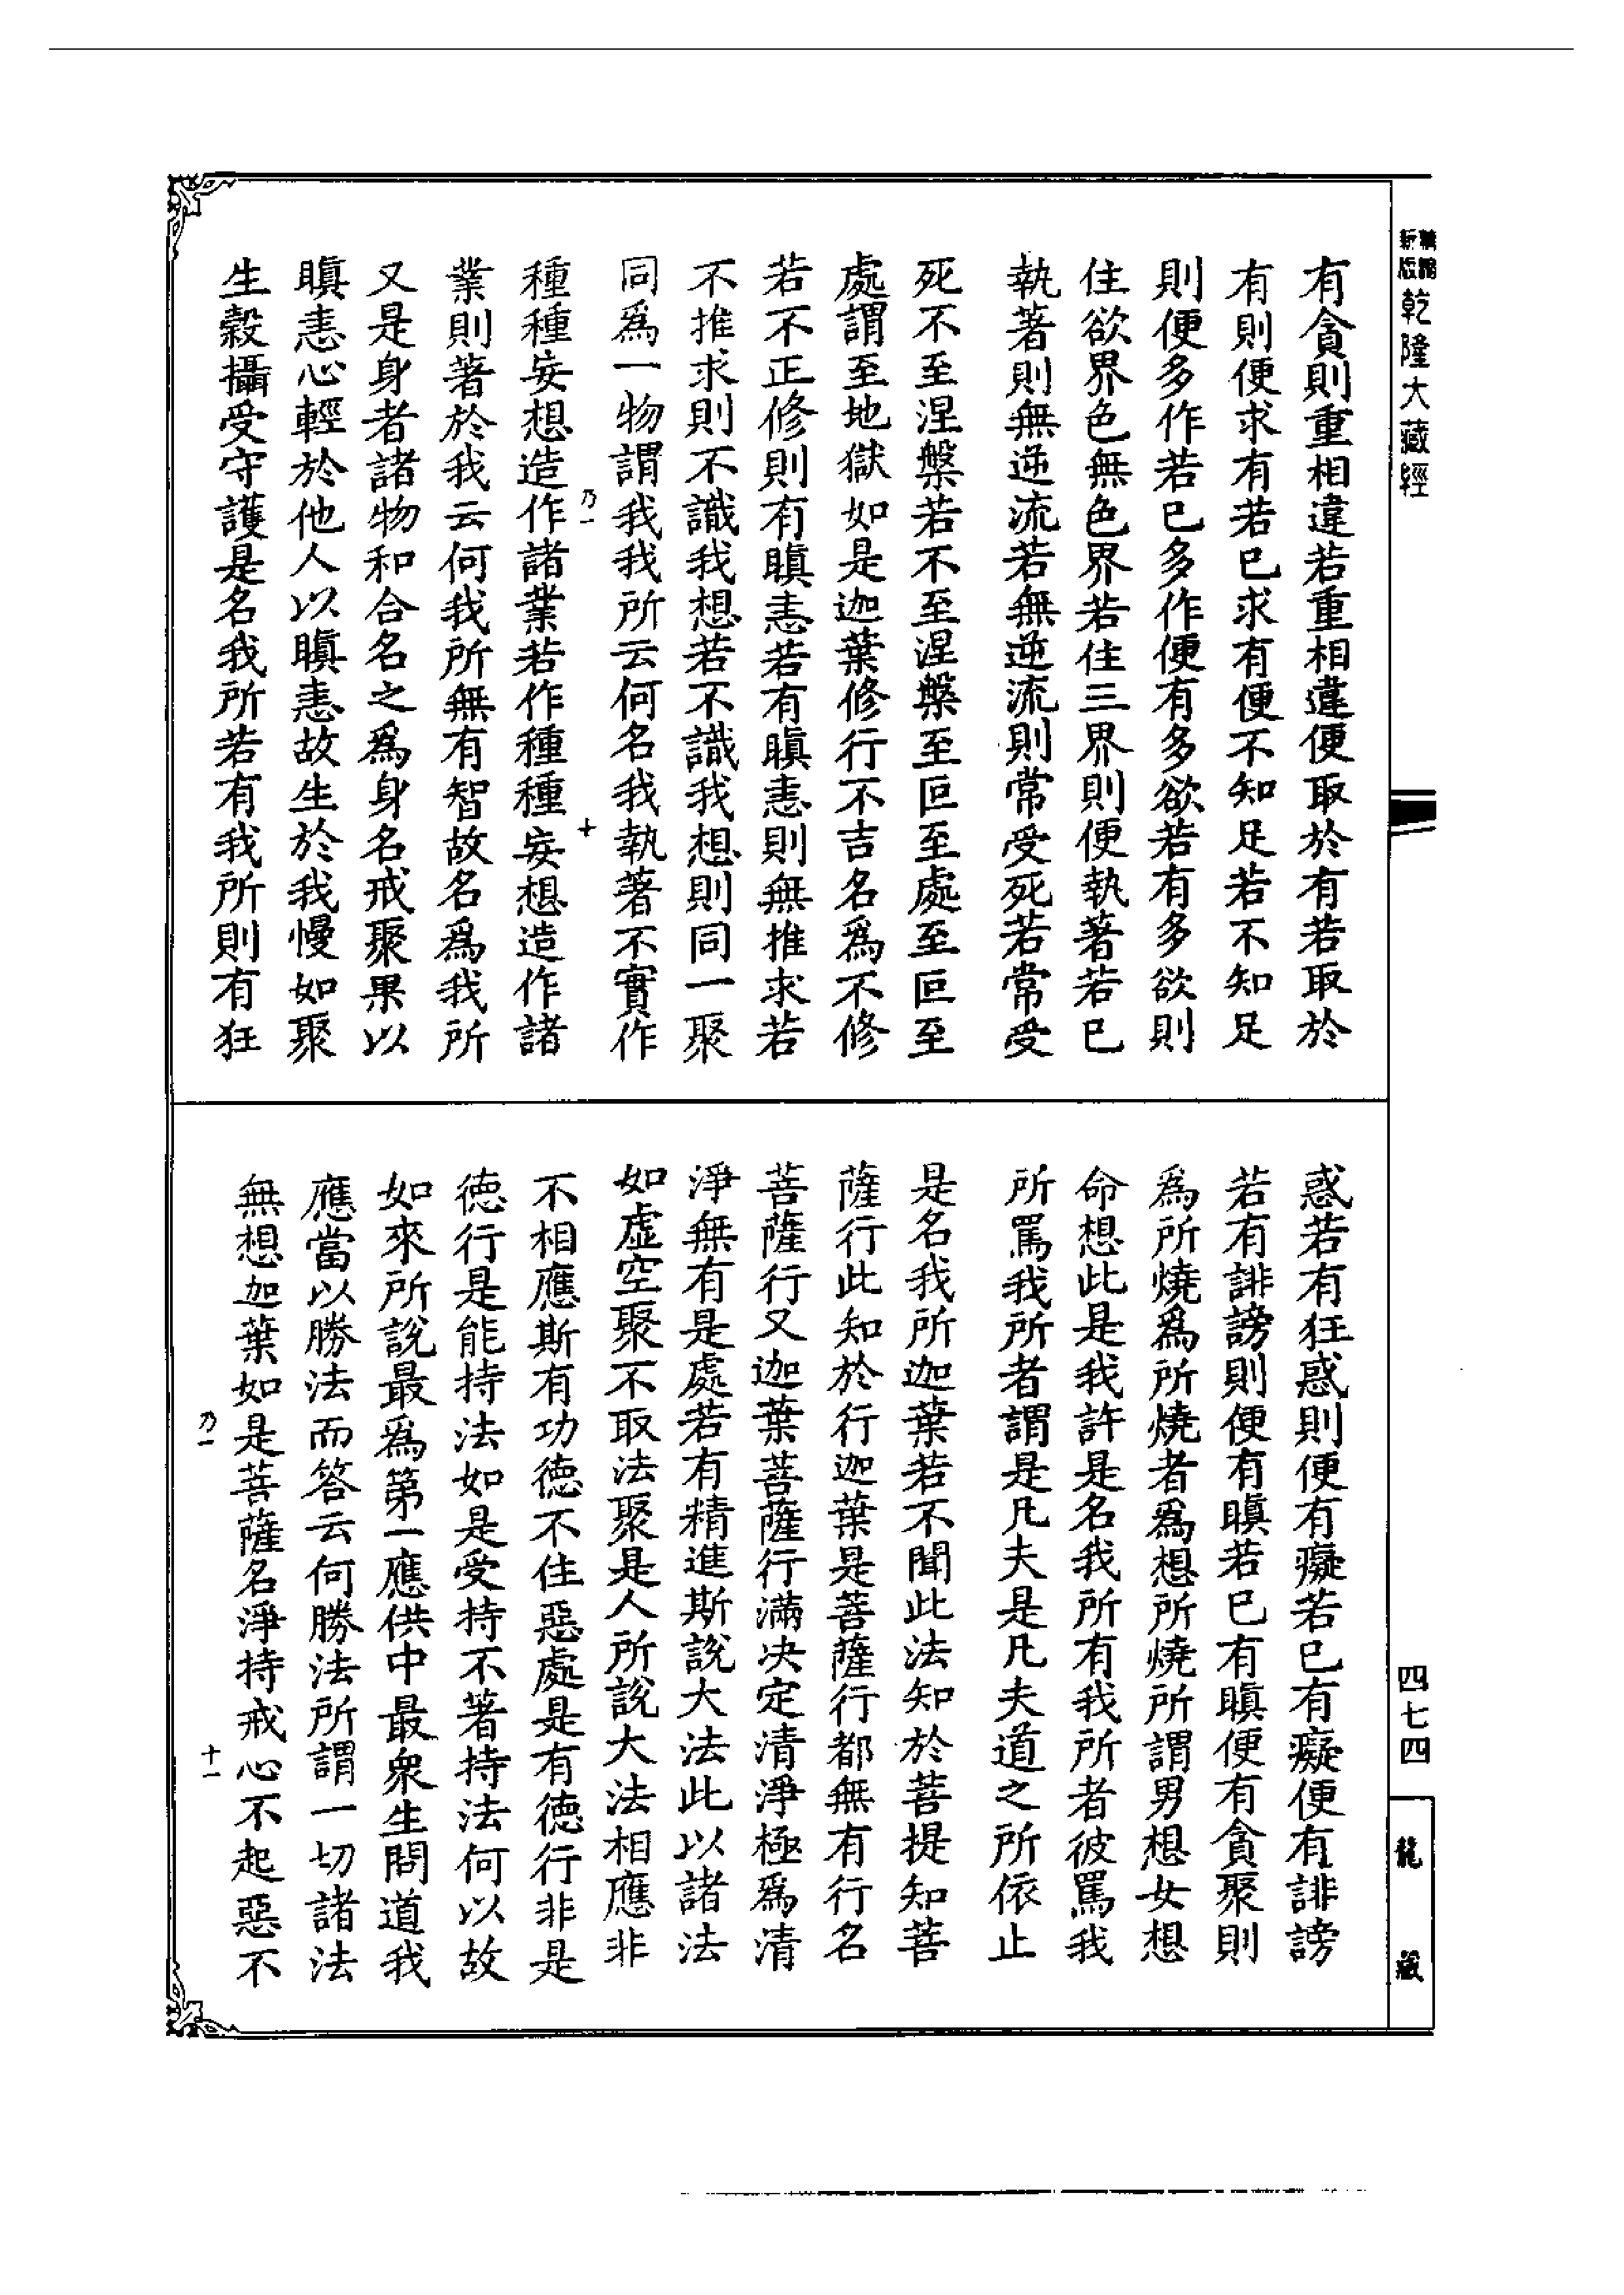 新版
乾隆大藏經
有貪則重相違若重相違便取於有若取於
有則便求有若已求有便不知足若不知足
則便多作若已多作便有多欲若有多欲則
住欲界色無色界若住三界則便執著若已
執著則無逆流若無逆流則常受死若常受
死不至涅槃若不至涅槃至叵至處至叵至
處謂至地獄如是迦葉修行不吉名為不修
若不正修則有瞋恚若有瞋恚則無推求若
不推求則不識我想若不識我想則同一聚
同為一物謂我我所云何名我執著不實作
種種妄想造作諸業若作種種妄想造作諸
業則著於我云何我所無有智故名為我所
又是身者諸物和合名之為身名戒聚果以
瞋恚心輕於他人以瞋恚故生於我慢如聚
生穀攝受守護是名我所若有我所則有狂
乃一
十
惑若有狂惑則便有癡若已有癡便有誹謗
若有誹謗則便有瞋若已有瞋便有貪聚則
為所燒為所燒者為想所燒所謂男想女想
命想此是我許是名我所有我所者彼罵我
所罵我所者謂是凡夫是凡夫道之所依止
是名我所迦葉若不聞此法知於菩提知菩
薩行此知於行迦葉是菩薩行都無有行名
菩薩行又迦葉菩薩行滿決定清淨極為清
淨無有是處若有精進斯說大法此以諸法
如虛空聚不取法聚是人所說大法相應非
不相應斯有功德不住惡處是有德行非是
德行是能持法如是受持不著持法何以故
如來所說最為第一應供中最衆生問道我
應當以勝法而答云何勝法所謂一切諸法
無想迦葉如是菩薩名淨持戒心不起惡不
乃一
十一
四七四
龍藏